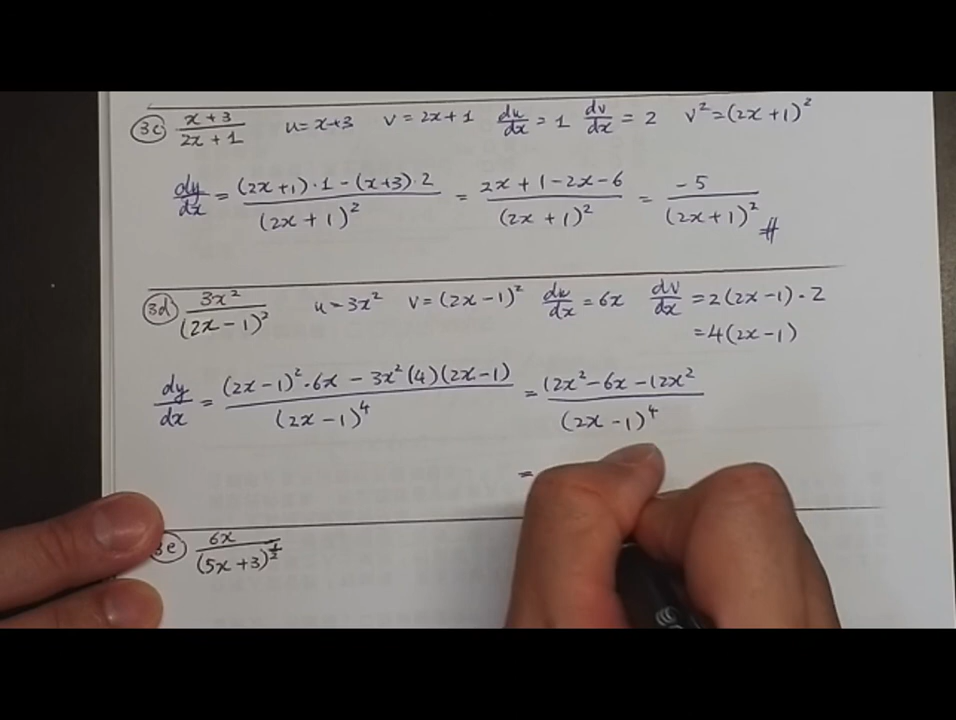 3c) x+3/2x+1 u=x+3 v=2x+1 du/dx=1 dv/dx=2 v²=(2x+1)²
dy/dx = (2x+1)·1-(x+3)·2/(2x+1)² = 2x+1-2x-6/(2x+1)² = -5/(2x+1)² #
3d) 3x²/(2x-1)² u=3x² v=(2x-1)² du/dx=6x dv/dx=2(2x-1)·2
=4(2x-1)
dy/dx = (2x-1)²·6x-3x²(4)(2x-1)/(2x-1)⁴ = 12x²-6x-12x²/(2x-1)⁴
=
3e) 6x/(5x+3)^½